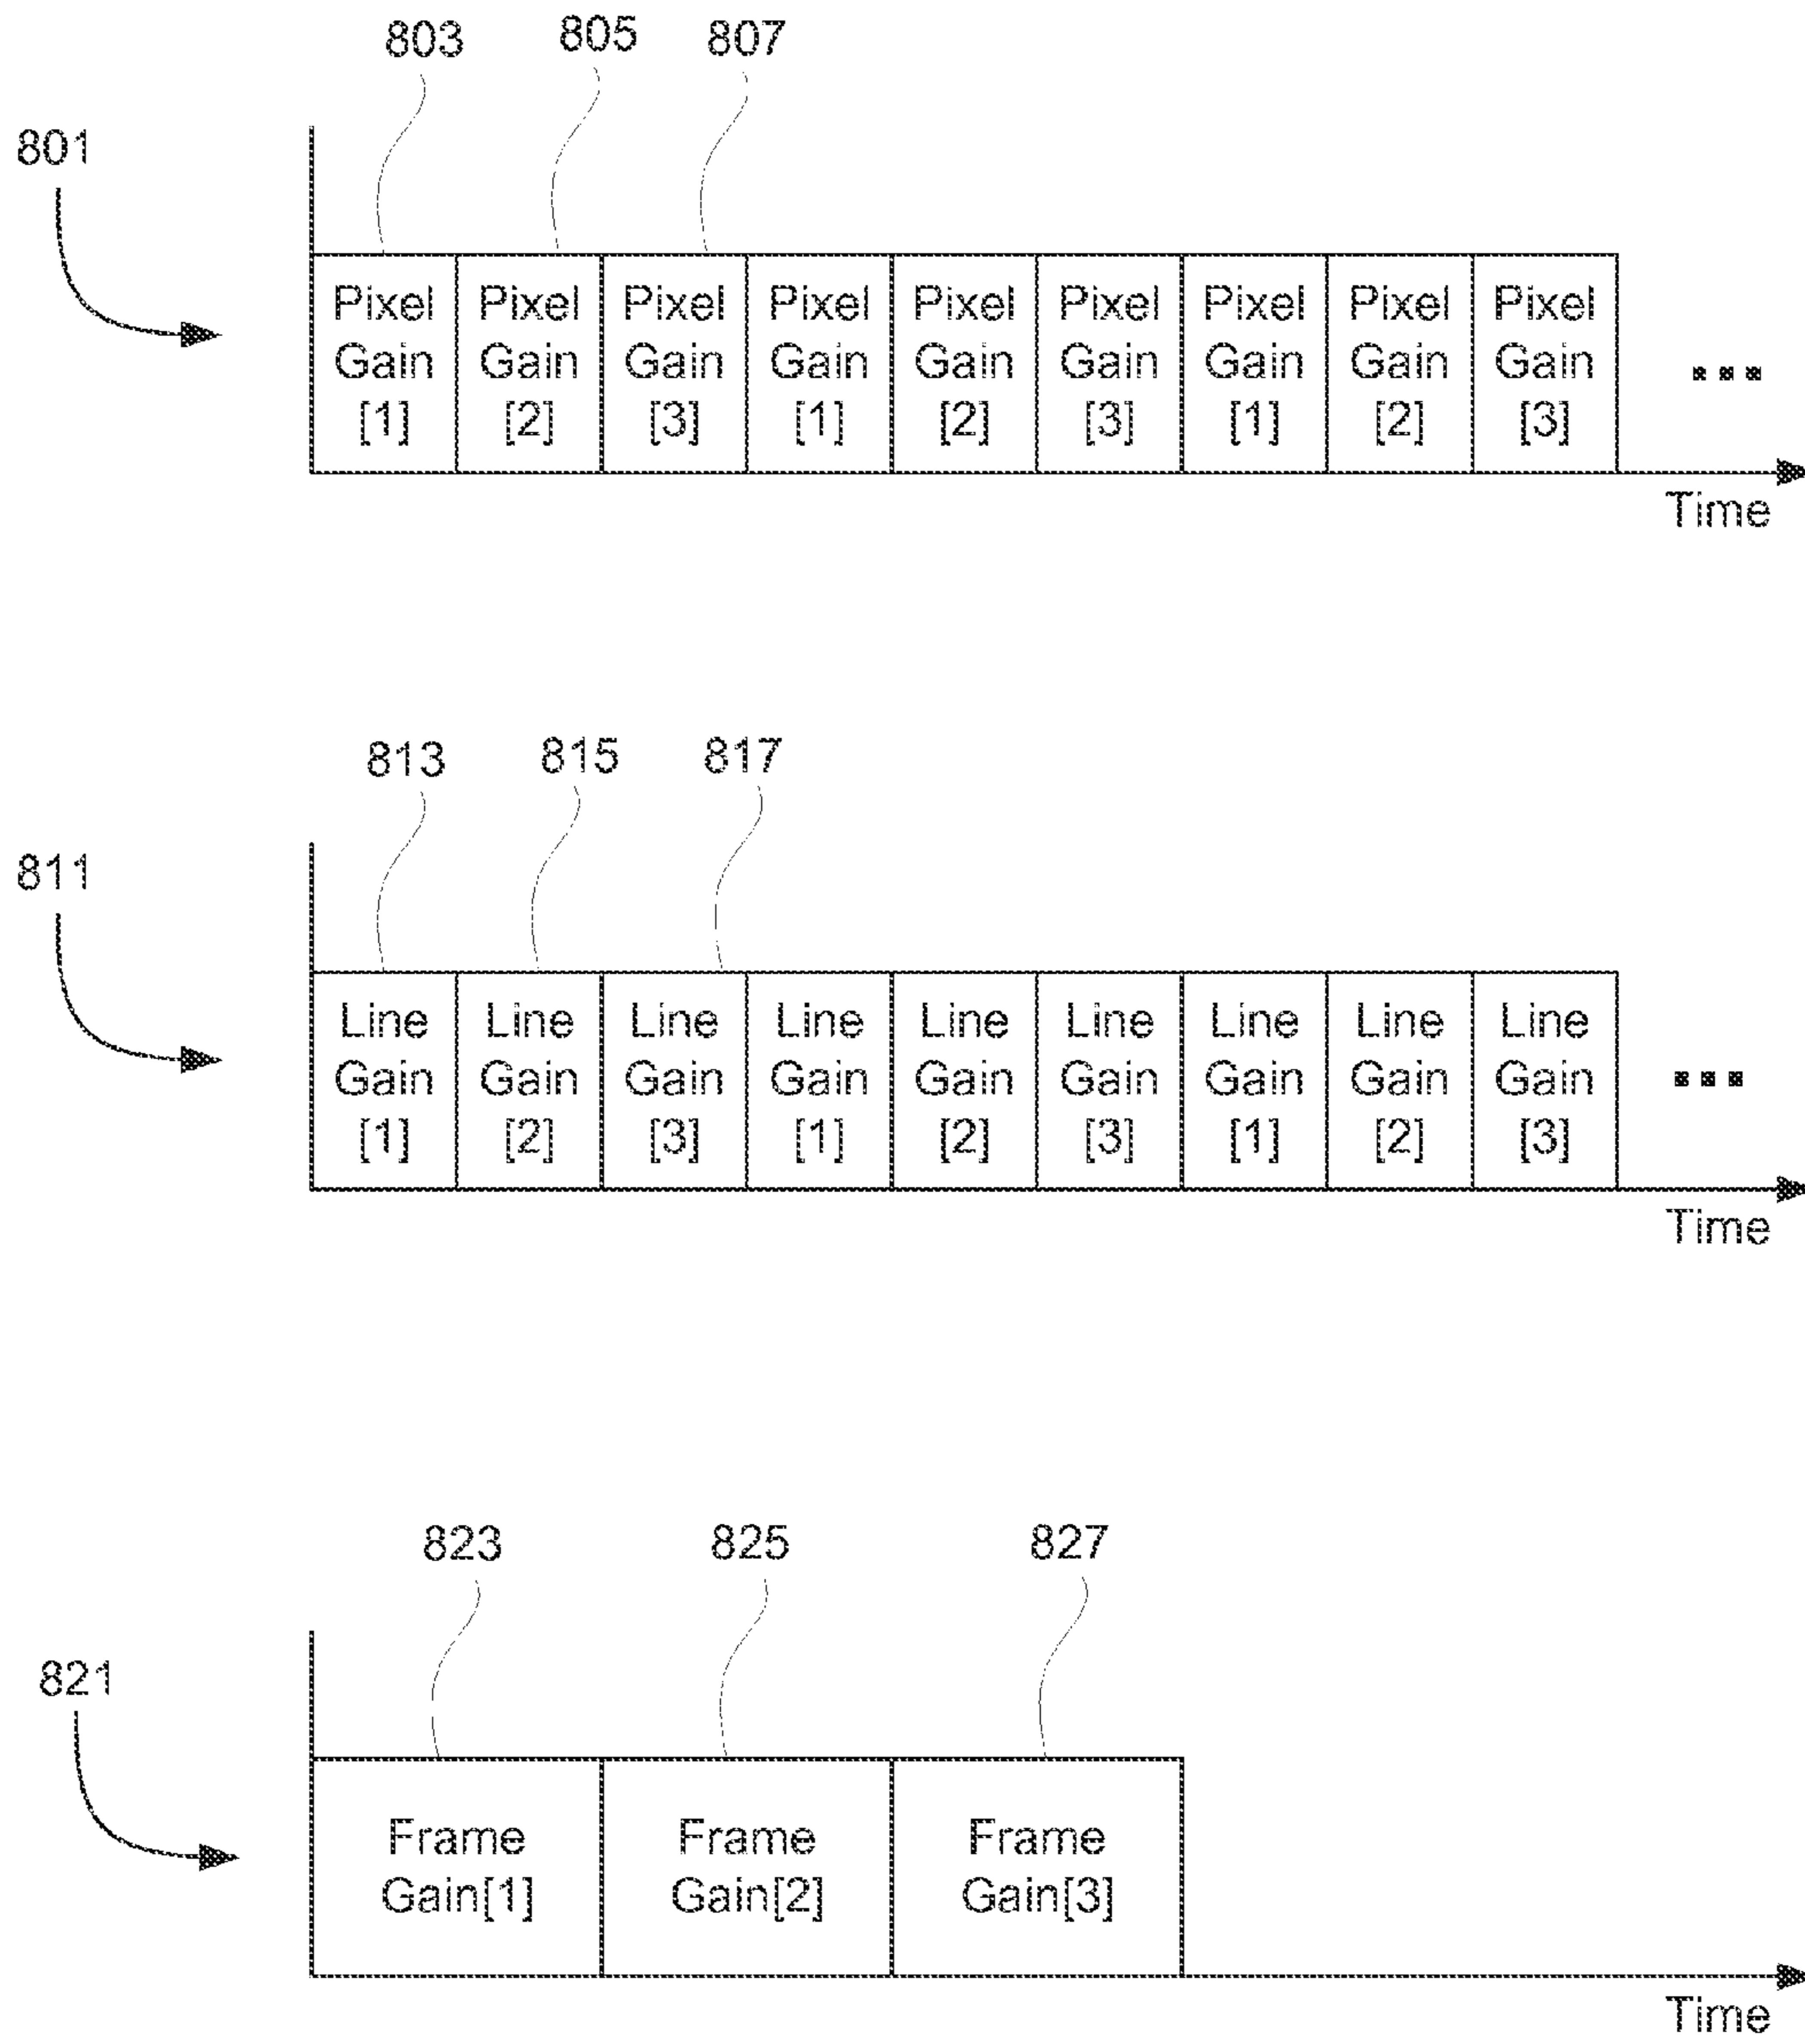 803 805 807
801
Pixel Pixel Pixel Pixel Pixel Pixel Pixel Pixel Pixel
Gain Gain Gain Gain Gain Gain Gain Gain Gain
[1] [2] [3] [1] [2] [3] [1] [2] [3]
...
Time
813 815 817
811
Line Line Line Line Line Line Line Line Line
Gain Gain Gain Gain Gain Gain Gain Gain Gain
[1] [2] [3] [1] [2] [3] [1] [2] [3]
...
Time
823 825 827
821
Frame Frame Frame
Gain[1] Gain[2] Gain[3]
Time